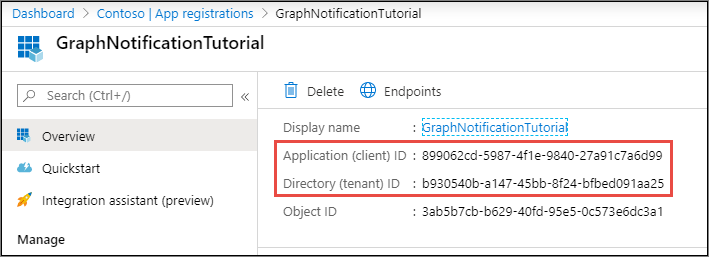 Dashboard > Contoso | App registrations > GraphNotificationTutorial
GraphNotificationTutorial
Search (Ctrl+/)
«
Delete
Endpoints
Overview
Quickstart
Integration assistant (preview)
Manage
Display name : GraphNotificationTutorial
Application (client) ID : 899062cd-5987-4f1e-9840-27a91c7a6d99
Directory (tenant) ID : b930540b-a147-45bb-8f24-bfbed091aa25
Object ID : 3ab5b7cb-b629-40fd-95e5-0c573e6dc3a1